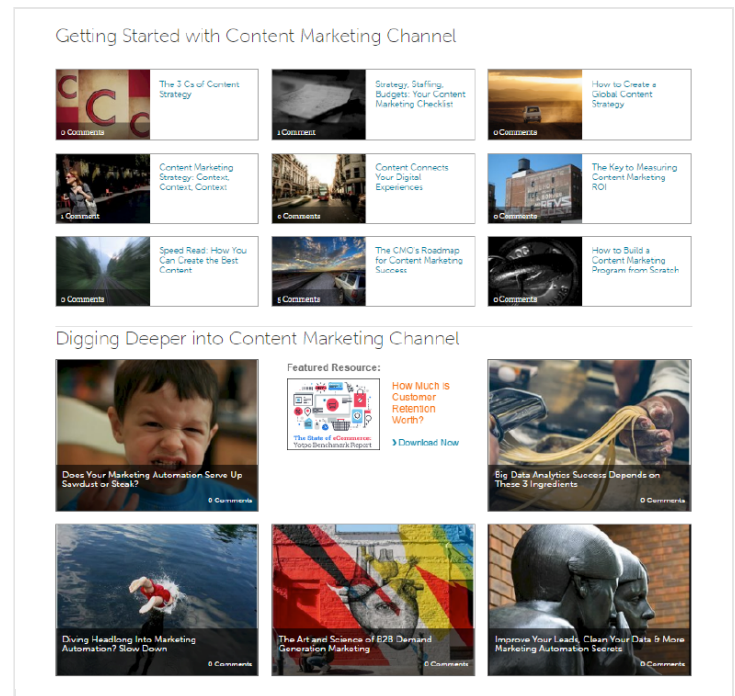 Getting Started with Content Marketing Channel
The 3 Cs of Content
Strategy
0 Comments
Strategy, Staffing,
Budgets: Your Content
Marketing Checklist
1 Comment
How to Create a
Global Content
Strategy
0 Comments
Content Marketing
Strategy: Context,
Context, Context
1 Comment
Content Connects
Your Digital
Experiences
0 Comments
The Key to Measuring
Content Marketing
ROI
0 Comments
Speed Read: How You
Can Create the Best
Content
0 Comments
The CMO's Roadmap
for Content Marketing
Success
5 Comments
How to Build a
Content Marketing
Program from Scratch
0 Comments
Digging Deeper into Content Marketing Channel
Does Your Marketing Automation Serve Up
Sawdust or Steak?
0 Comments
Featured Resource:
The State of eCommerce:
Yotpo Benchmark Report
How Much Is
Customer
Retention
Worth?
Download Now
Big Data Analytics Success Depends on
These 3 Ingredients
0 Comments
Diving Headlong Into Marketing
Automation? Slow Down
0 Comments
The Art and Science of B2B Demand
Generation Marketing
0 Comments
Improve Your Leads, Clean Your Data & More
Marketing Automation Secrets
0 Comments